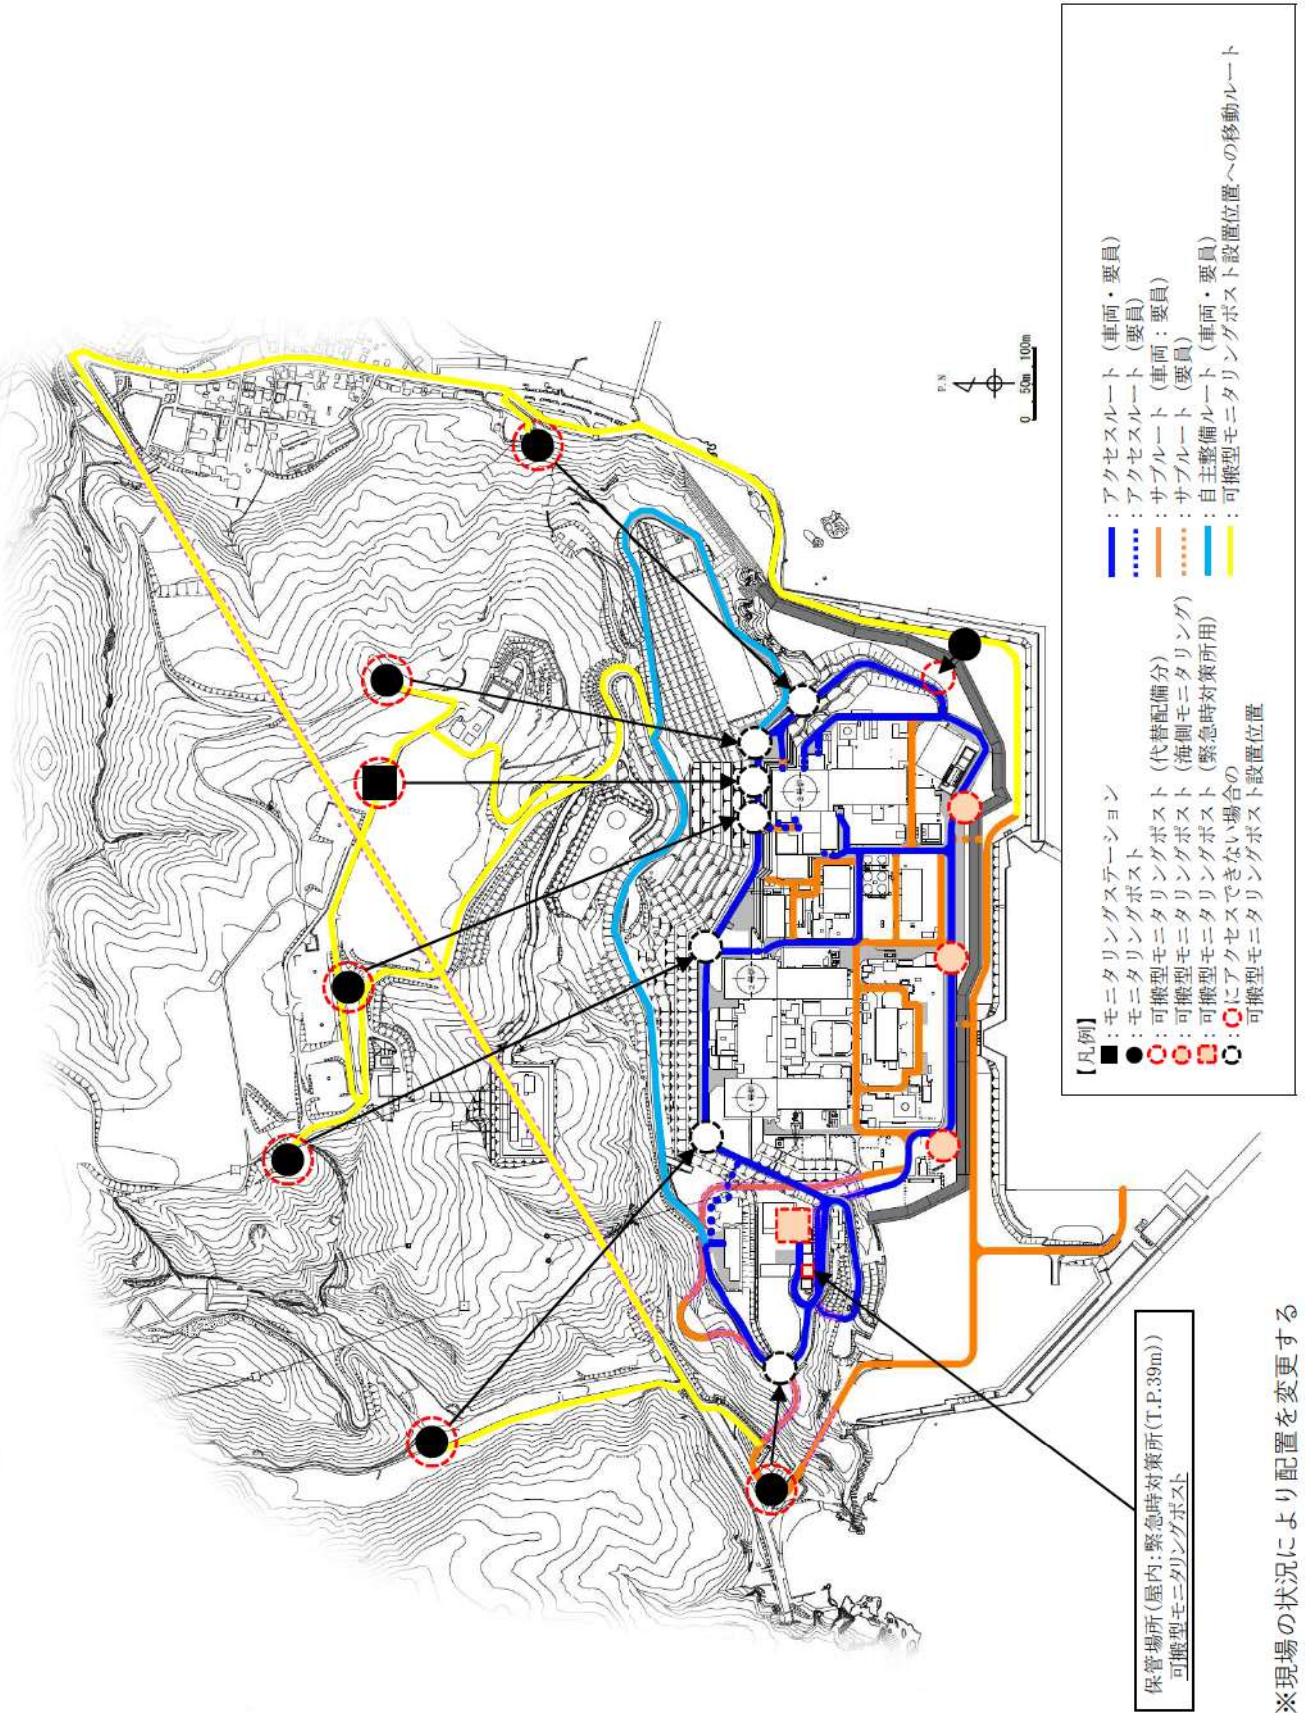 P.N
0 50m 100m
【凡例】
：モニタリングステーション
：モニタリングポスト
：可搬型モニタリングポスト（代替配備分）
：可搬型モニタリングポスト（海側モニタリング）
：可搬型モニタリングポスト（緊急時対策所用）
：にアクセスできない場合の
可搬型モニタリングポスト設置位置
：アクセスルート（車両・要員）
：アクセスルート（要員）
：サブルート（車両：要員）
：サブルート（要員）
：自主整備ルート（車両・要員）
：可搬型モニタリングポスト設置位置への移動ルート
保管場所(屋内:緊急時対策所(T.P.39m))
可搬型モニタリングポスト
※現場の状況により配置を変更する